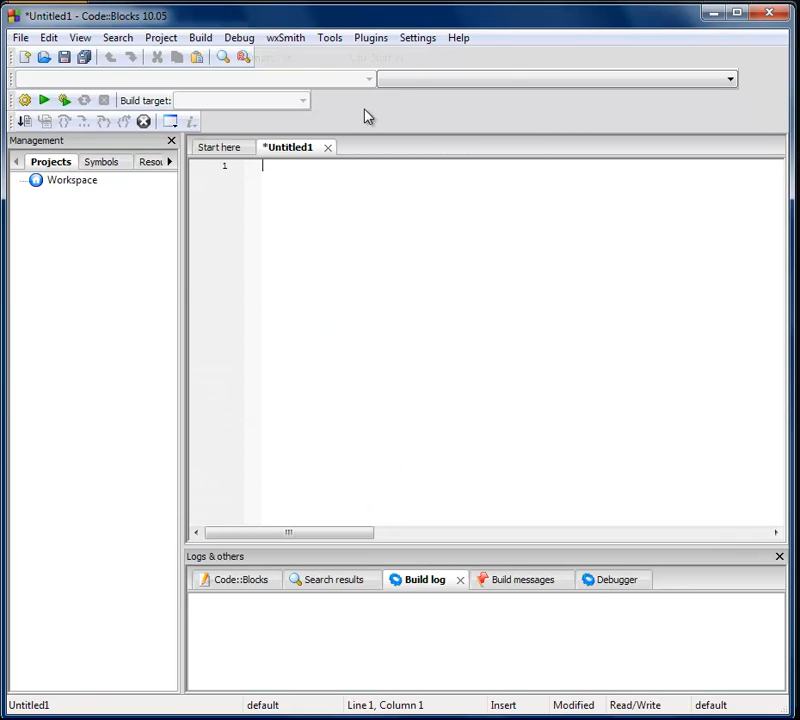 *Untitled1 - Code::Blocks 10.05
File Edit View Search Project Build Debug wxSmith Tools Plugins Settings Help
Build target:
Management
Projects Symbols Resou
Workspace
Start here *Untitled1
1
Logs & others
Code::Blocks Search results Build log Build messages Debugger
Untitled1 default Line 1, Column 1 Insert Modified Read/Write default